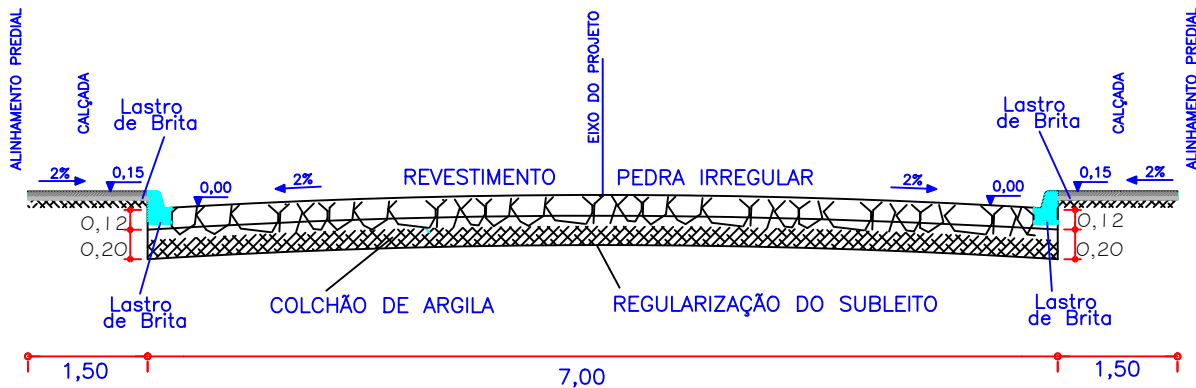 ALINHAMENTO PREDIAL
CALÇADA
Lastro
de Brita
EIXO DO PROJETO
Lastro
de Brita
CALÇADA
ALINHAMENTO PREDIAL
2%
0,15
0,00
2%
REVESTIMENTO
PEDRA IRREGULAR
2%
0,00
0,15
2%
0,12
0,20
0,12
0,20
Lastro
de Brita
COLCHÃO DE ARGILA
REGULARIZAÇÃO DO SUBLEITO
Lastro
de Brita
1,50
7,00
1,50